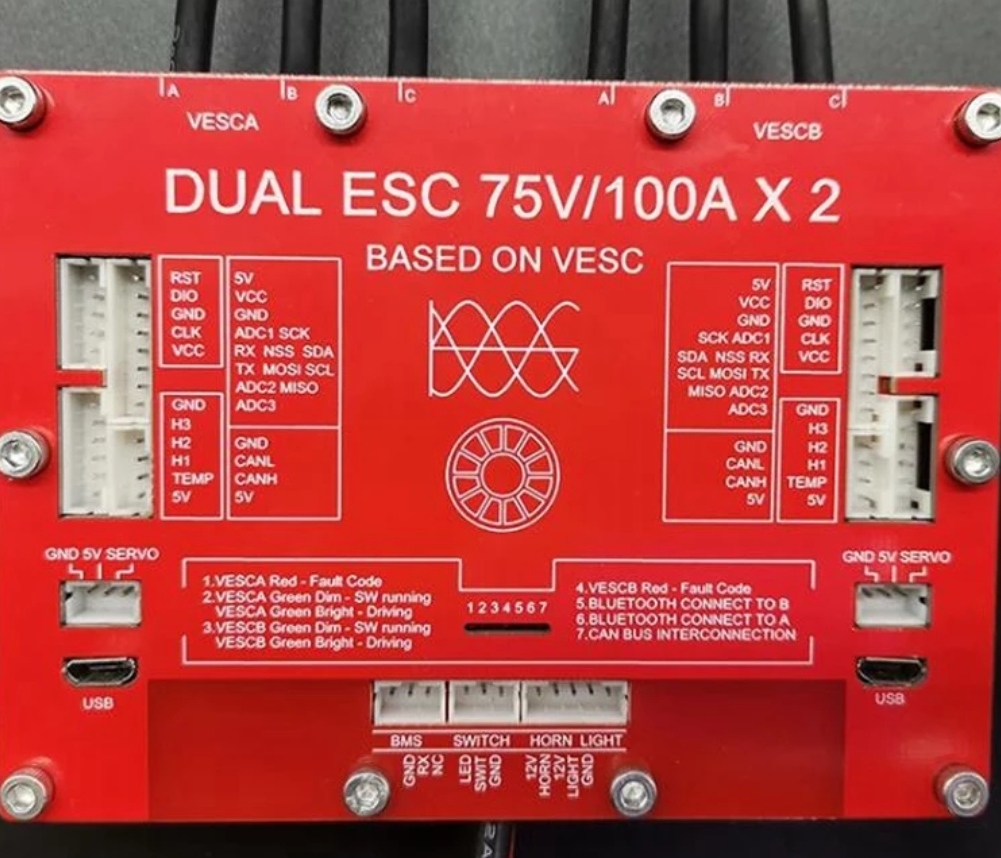 A B C A B C
VESCA VESCB
DUAL ESC 75V/100A X 2
BASED ON VESC
RST
DIO
GND
CLK
VCC
GND
H3
H2
H1
TEMP
5V
5V
VCC
GND
ADC1 SCK
RX NSS SDA
TX MOSI SCL
ADC2 MISO
ADC3
GND
CANL
CANH
5V
5V
VCC
GND
SCK ADC1
SDA NSS RX
SCL MOSI TX
MISO ADC2
ADC3
GND
CANL
CANH
5V
RST
DIO
GND
CLK
VCC
GND
H3
H2
H1
TEMP
5V
GND 5V SERVO
GND 5V SERVO
1.VESCA Red - Fault Code
2.VESCA Green Dim - SW running
VESCA Green Bright - Driving
3.VESCB Green Dim - SW running
VESCB Green Bright - Driving
1 2 3 4 5 6 7
4.VESCB Red - Fault Code
5.BLUETOOTH CONNECT TO B
6.BLUETOOTH CONNECT TO A
7.CAN BUS INTERCONNECTION
USB
USB
BMS SWITCH HORN LIGHT
GND
RX
NC
LED
SWIT
GND
12V
HORN
12V
LIGHT
GND